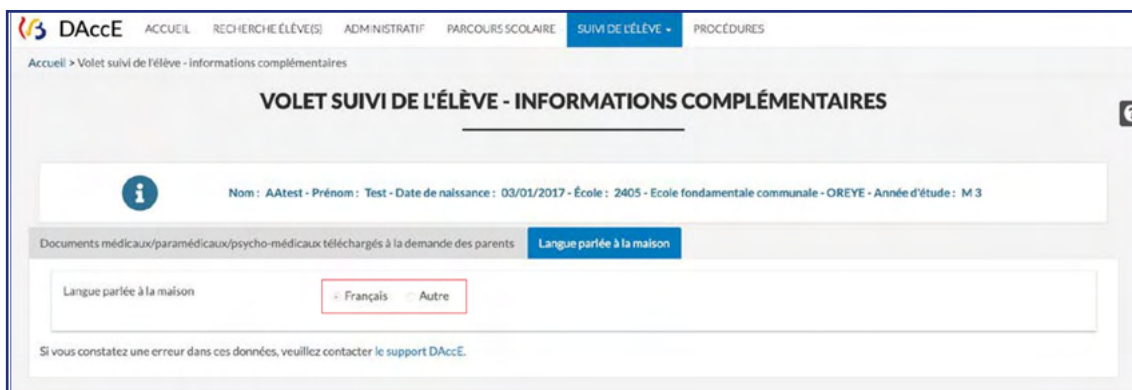 DAccE ACCUEIL RECHERCHE ÉLÈVE(S) ADMINISTRATIF PARCOURS SCOLAIRE SUIVI DE L'ÉLÈVE PROCÉDURES
Accueil > Volet suivi de l'élève - informations complémentaires
VOLET SUIVI DE L'ÉLÈVE - INFORMATIONS COMPLÉMENTAIRES
Nom : AAtest - Prénom : Test - Date de naissance : 03/01/2017 - École : 2405 - Ecole fondamentale communale - OREYE - Année d'étude : M 3
Documents médicaux/paramédicaux/psycho-médicaux téléchargés à la demande des parents Langue parlée à la maison
Langue parlée à la maison Français Autre
Si vous constatez une erreur dans ces données, veuillez contacter le support DAccE.